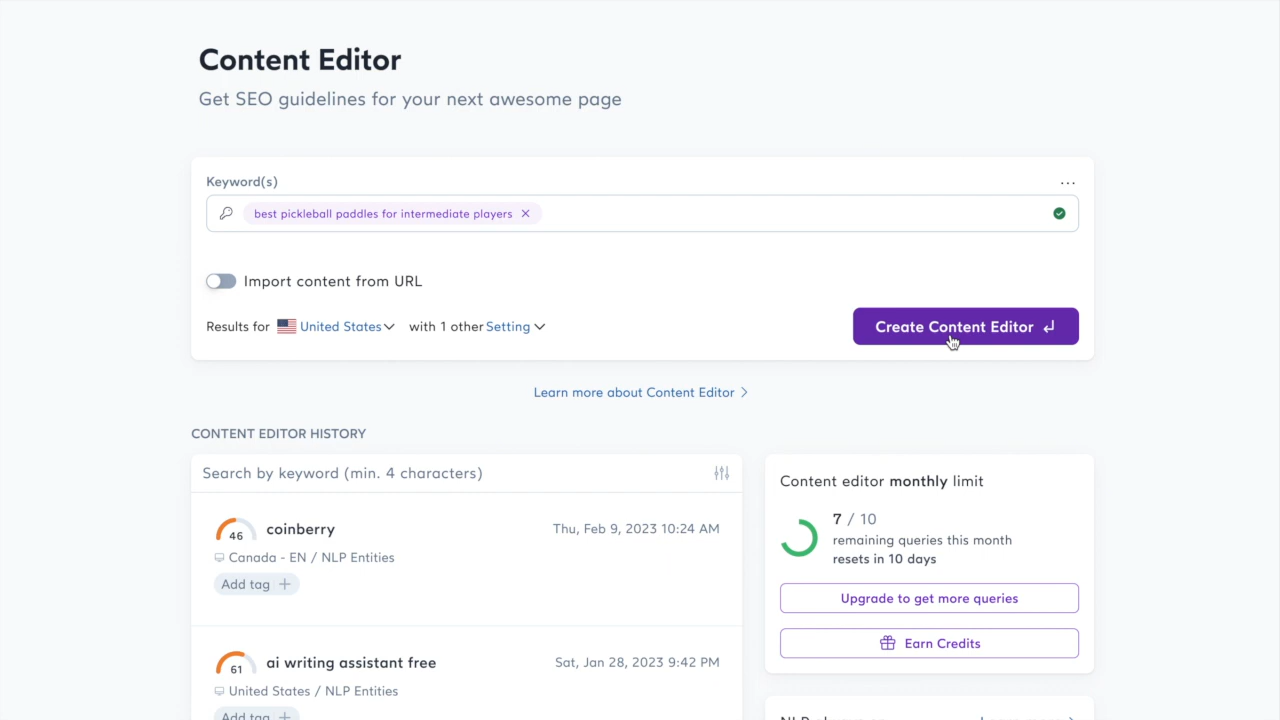 Content Editor
Get SEO guidelines for your next awesome page
Keyword(s)
best pickleball paddles for intermediate players
Import content from URL
Results for United States with 1 other Setting
Create Content Editor
Learn more about Content Editor
CONTENT EDITOR HISTORY
Search by keyword (min. 4 characters)
46 coinberry Thu, Feb 9, 2023 10:24 AM
Canada - EN / NLP Entities
Add tag +
61 ai writing assistant free Sat, Jan 28, 2023 9:42 PM
United States / NLP Entities
Add tag +
Content editor monthly limit
7 / 10
remaining queries this month
resets in 10 days
Upgrade to get more queries
Earn Credits